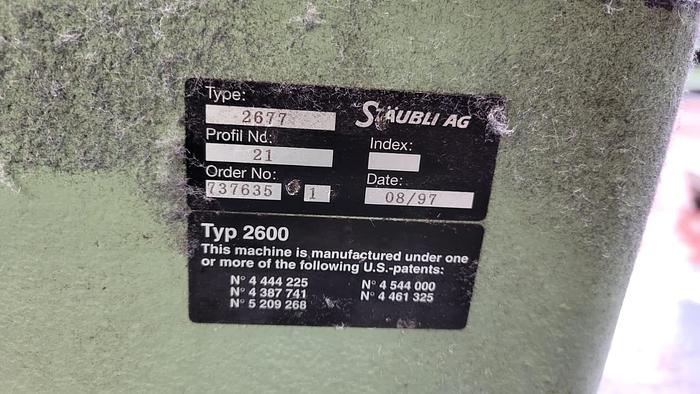 Type:
2677
STÄUBLI AG
Profil No:
21
Index:
Order No:
737635 1
Date:
08/97
Typ 2600
This machine is manufactured under one
or more of the following U.S.-patents:
N° 4 444 225
N° 4 387 741
N° 5 209 268
N° 4 544 000
N° 4 461 325